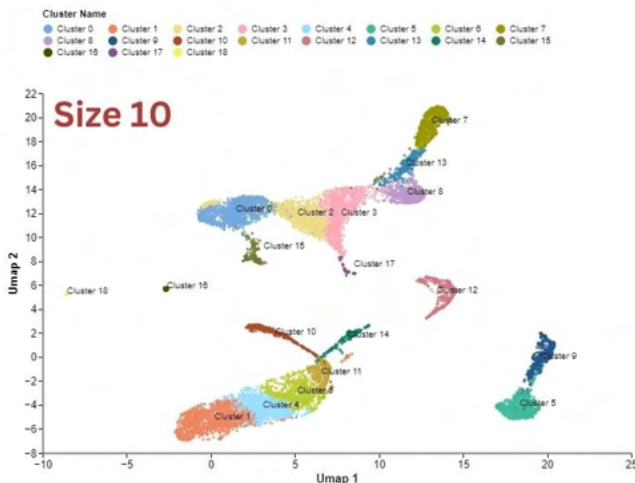 Cluster Name
Cluster 0 Cluster 1 Cluster 2 Cluster 3 Cluster 4 Cluster 5 Cluster 6 Cluster 7
Cluster 8 Cluster 9 Cluster 10 Cluster 11 Cluster 12 Cluster 13 Cluster 14 Cluster 15
Cluster 16 Cluster 17 Cluster 18
Size 10
22
20
18
16
14
12
10
8
6
4
2
0
−2
−4
−6
−8
Umap 2
Cluster 7
Cluster 13
Cluster 8
Cluster 0
Cluster 2
Cluster 3
Cluster 15
Cluster 17
Cluster 18
Cluster 16
Cluster 12
Cluster 10
Cluster 14
Cluster 9
Cluster 11
Cluster 6
Cluster 4
Cluster 1
Cluster 5
−10 −5 0 5 10 15 20 25
Umap 1